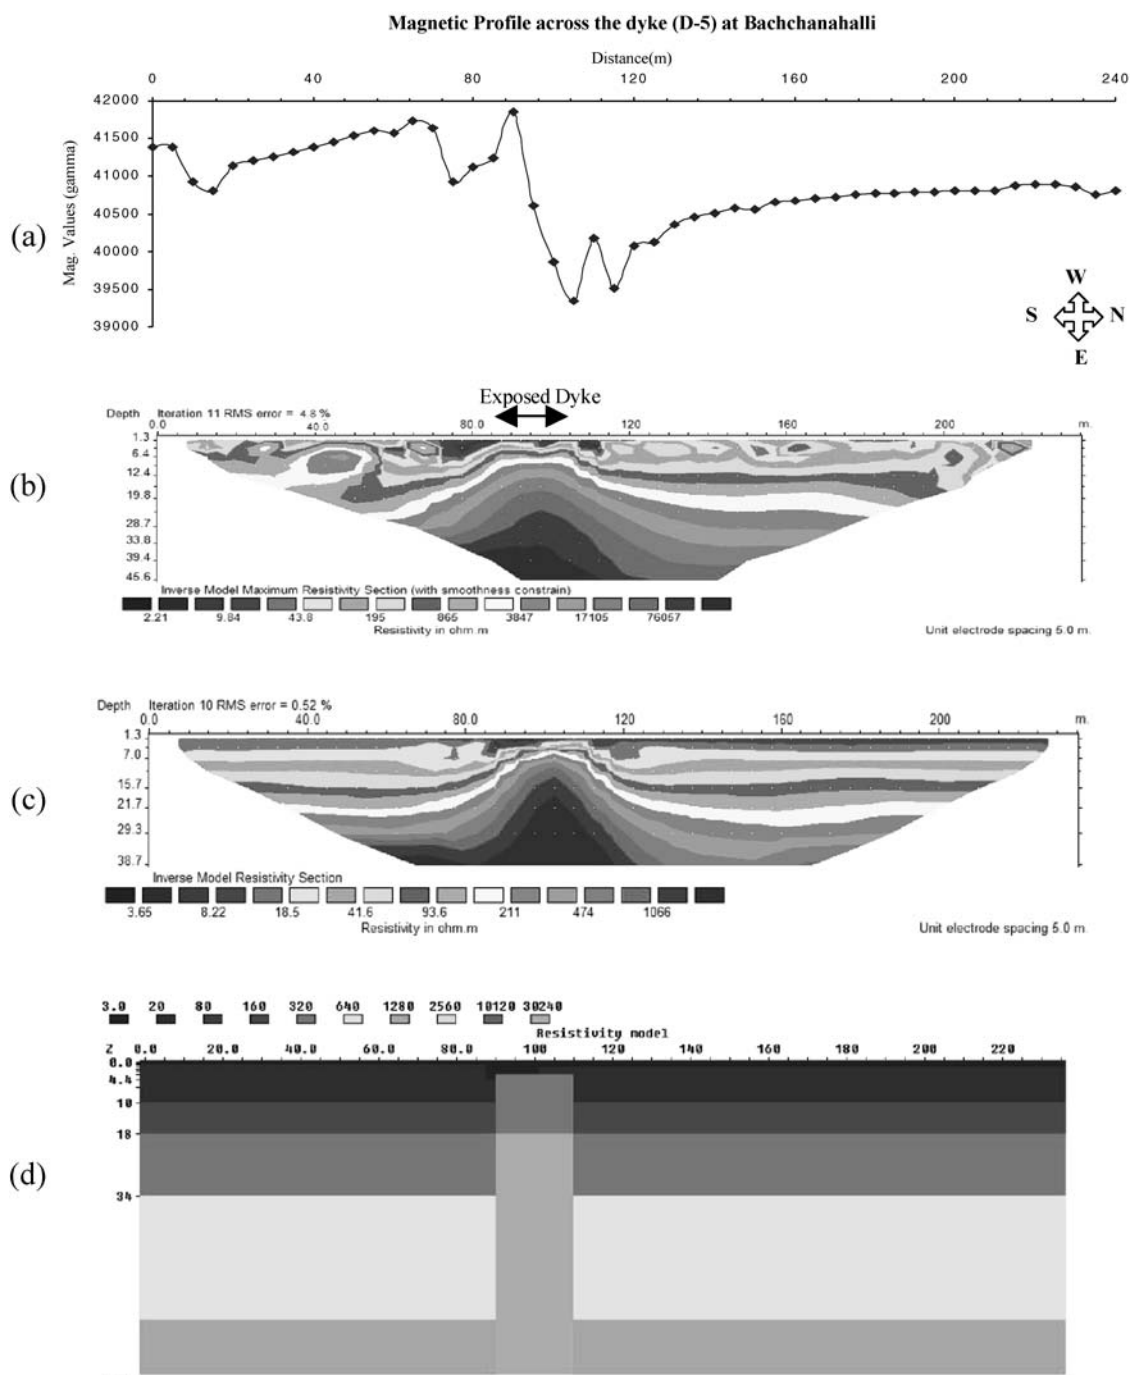 Magnetic Profile across the dyke (D-5) at Bachchanahalli
Distance(m)
0 40 80 120 160 200 240
42000
41500
41000
40500
40000
39500
39000
Mag. Values (gamma)
(a)
W
S N
E
Exposed Dyke
Depth Iteration 11 RMS error = 4.8 %
0.0 40.0 80.0 120 160 200 m.
1.3
6.4
12.4
19.8
28.7
33.8
39.4
45.6
(b)
Inverse Model Maximum Resistivity Section (with smoothness constrain)
2.21 9.84 43.8 195 865 3847 17105 76057
Resistivity in ohm.m Unit electrode spacing 5.0 m.
Depth Iteration 10 RMS error = 0.52 %
0.0 40.0 80.0 120 160 200 m.
1.3
7.0
15.7
21.7
29.3
38.7
(c)
Inverse Model Resistivity Section
3.65 8.22 18.5 41.6 93.6 211 474 1066
Resistivity in ohm.m Unit electrode spacing 5.0 m
3.0 20 80 160 320 640 1280 2560 10120 30240
Resistivity model
Z 0.0 20.0 40.0 60.0 80.0 100 120 140 160 180 200 220
0.0
4.4
10
18
34
(d)